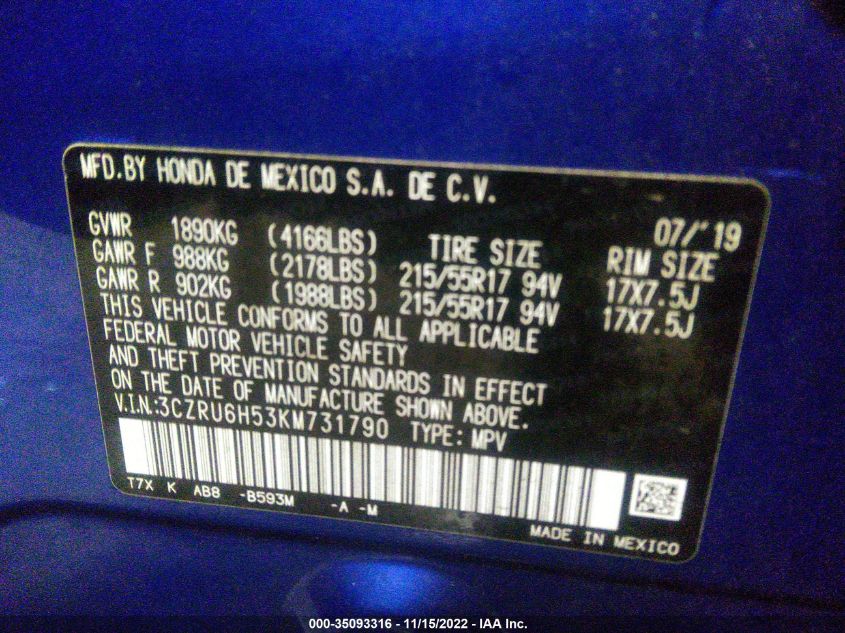 MFD.BY HONDA DE MEXICO S.A. DE C.V.
07/'19
GVWR 1890KG (4166LBS) TIRE SIZE RIM SIZE
GAWR F 988KG (2178LBS) 215/55R17 94V 17X7.5J
GAWR R 902KG (1988LBS) 215/55R17 94V 17X7.5J
THIS VEHICLE CONFORMS TO ALL APPLICABLE
FEDERAL MOTOR VEHICLE SAFETY
AND THEFT PREVENTION STANDARDS IN EFFECT
ON THE DATE OF MANUFACTURE SHOWN ABOVE.
V.I.N.:3CZRU6H53KM731790 TYPE: MPV
T7X K AB8 -B593M -A -M
MADE IN MEXICO
000-35093316 - 11/15/2022 - IAA Inc.